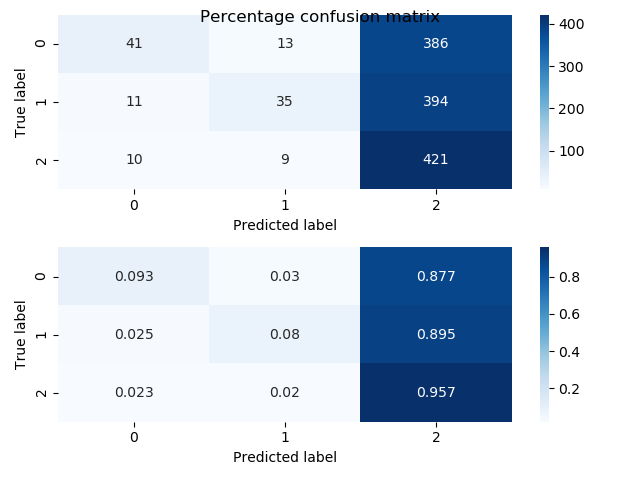 Percentage confusion matrix
True label
0 41 13 386 400
1 11 35 394 300
2 10 9 421 200
100
0 1 2
Predicted label
True label
0 0.093 0.03 0.877 0.8
1 0.025 0.08 0.895 0.6
2 0.023 0.02 0.957 0.4
0.2
0 1 2
Predicted label